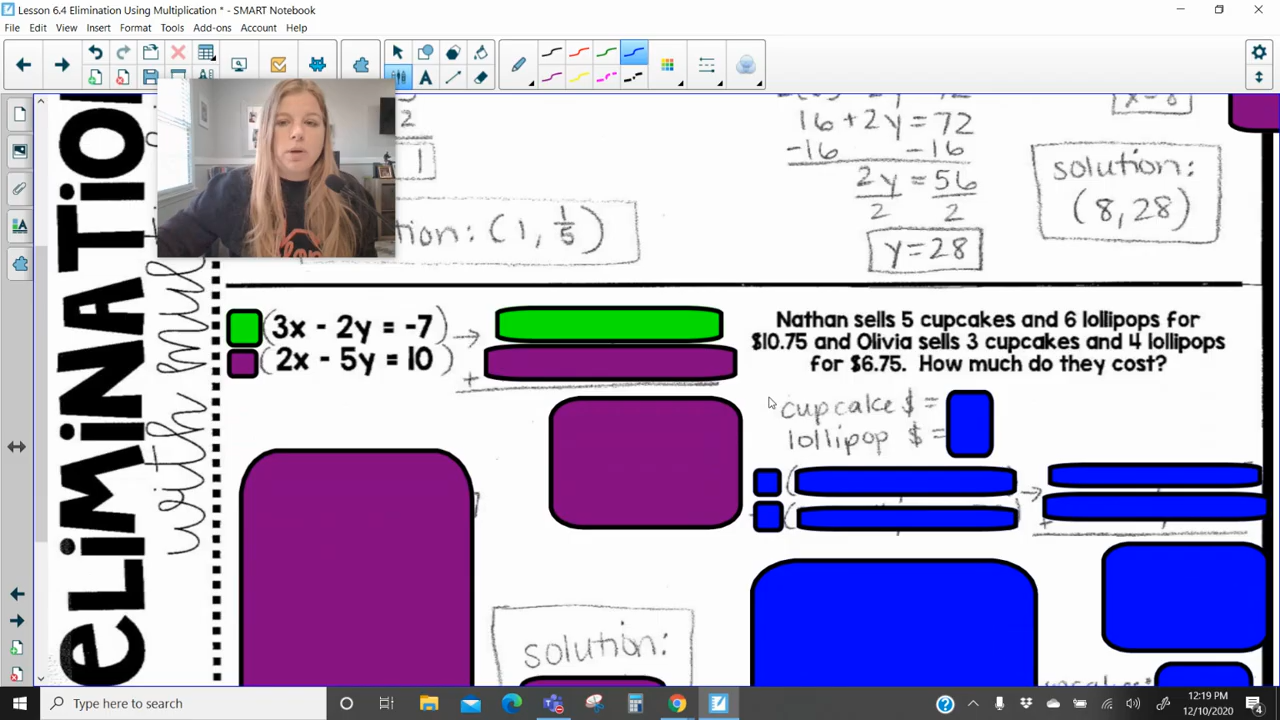 Lesson 6.4 Elimination Using Multiplication * - SMART Notebook
File Edit View Insert Format Tools Add-ons Account Help
ELiMiNATiON
with
2
1
tion: (1, 1/5)
16 + 2y = 72
-16 -16
2y = 56
2 2
y = 28
solution:
(8, 28)
(3x - 2y = -7) →
(2x - 5y = 10)
+
solution:
Nathan sells 5 cupcakes and 6 lollipops for
$10.75 and Olivia sells 3 cupcakes and 4 lollipops
for $6.75. How much do they cost?
cupcake $ =
lollipop $ =
Type here to search
12:19 PM
12/10/2020
4